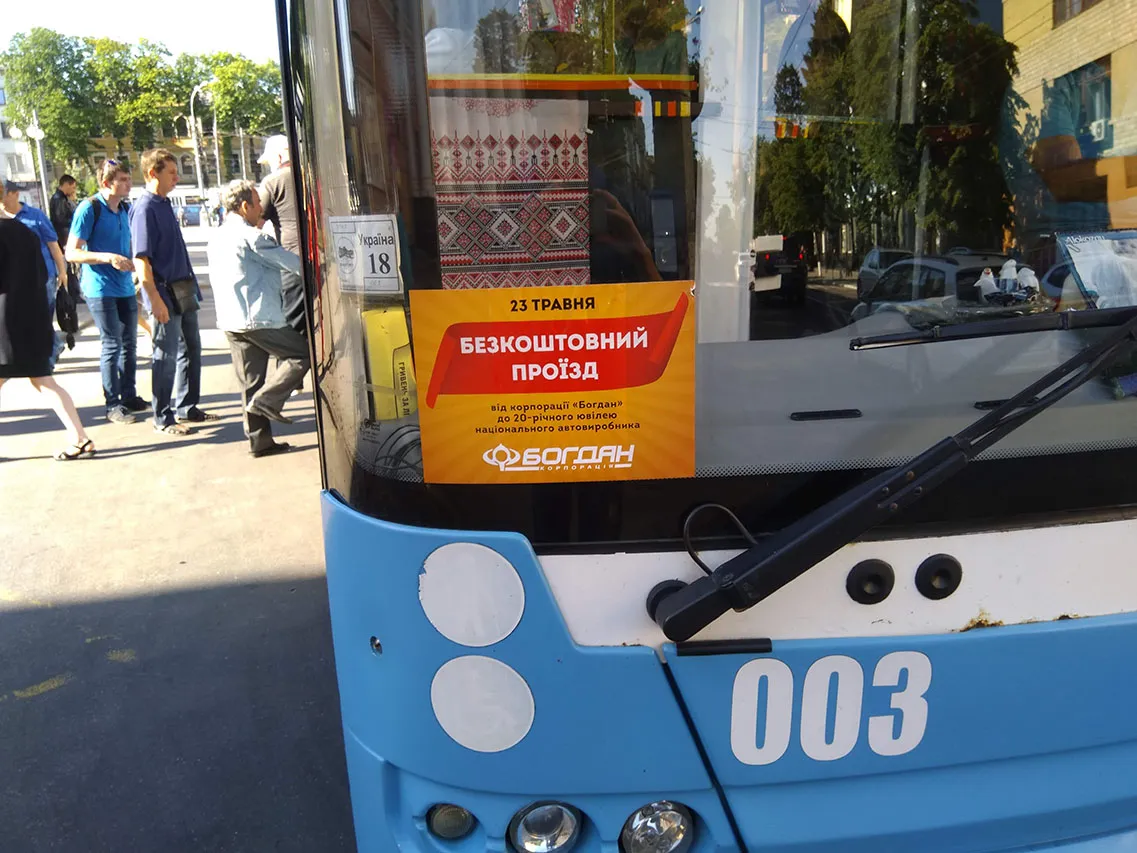 Україна
18
23 ТРАВНЯ
БЕЗКОШТОВНИЙ
ПРОЇЗД
від корпорації «Богдан»
до 20-річного ювілею
національного автовиробника
БОГДАН
КОРПОРАЦІЯ
003